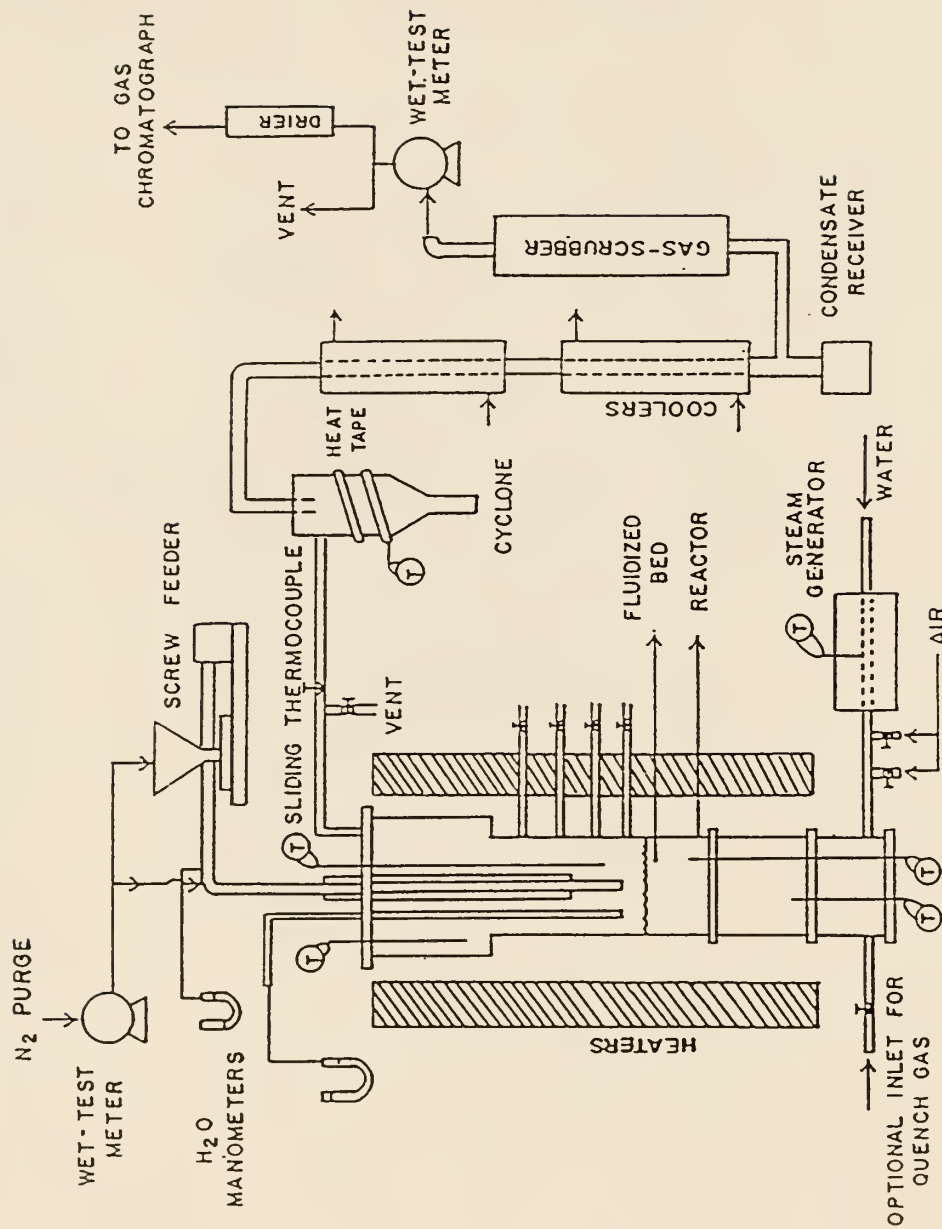 N₂ PURGE
WET-TEST
METER
H₂O
MANOMETERS
SCREW FEEDER
SLIDING THERMOCOUPLE
T
T
VENT
HEATERS
FLUIDIZED
BED
REACTOR
T
T
OPTIONAL INLET FOR
QUENCH GAS
AIR
STEAM
GENERATOR
T
WATER
HEAT
TAPE
T
CYCLONE
COOLERS
CONDENSATE
RECEIVER
GAS-SCRUBBER
WET-TEST
METER
VENT
DRIER
TO GAS
CHROMATOGRAPH